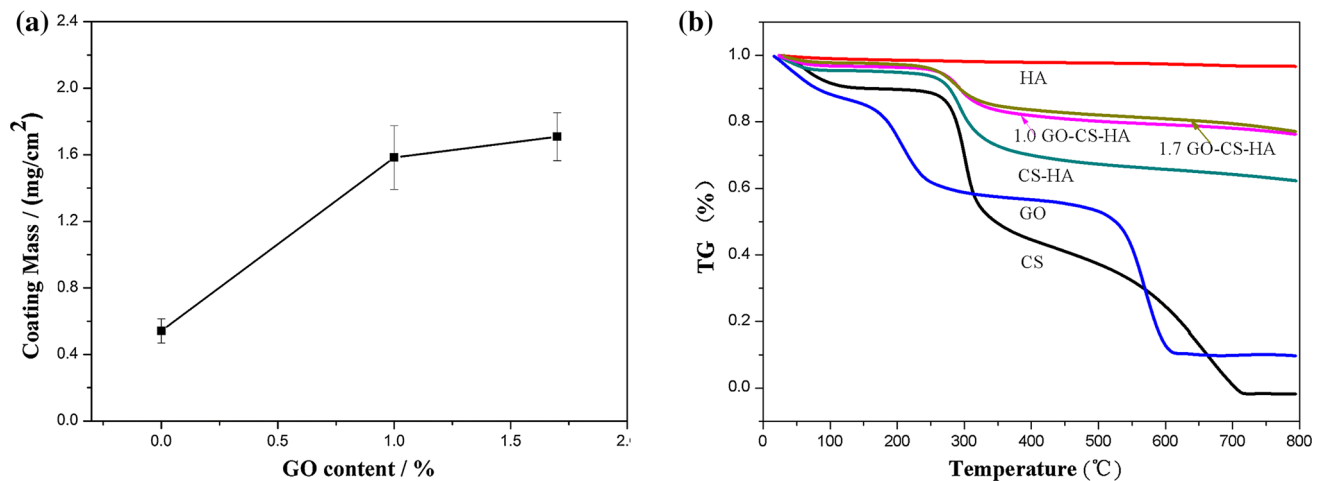 (a)
2.4
2.0
1.6
1.2
0.8
0.4
0.0
Coating Mass / (mg/cm²)
0.0 0.5 1.0 1.5 2.0
GO content / %
(b)
1.0
0.8
0.6
0.4
0.2
0.0
TG (%)
HA
1.0 GO-CS-HA
1.7 GO-CS-HA
CS-HA
GO
CS
0 100 200 300 400 500 600 700 800
Temperature (℃)